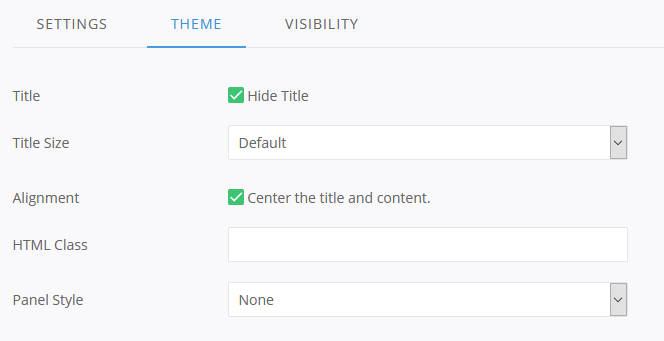 SETTINGS THEME VISIBILITY
Title Hide Title
Title Size Default
Alignment Center the title and content.
HTML Class
Panel Style None